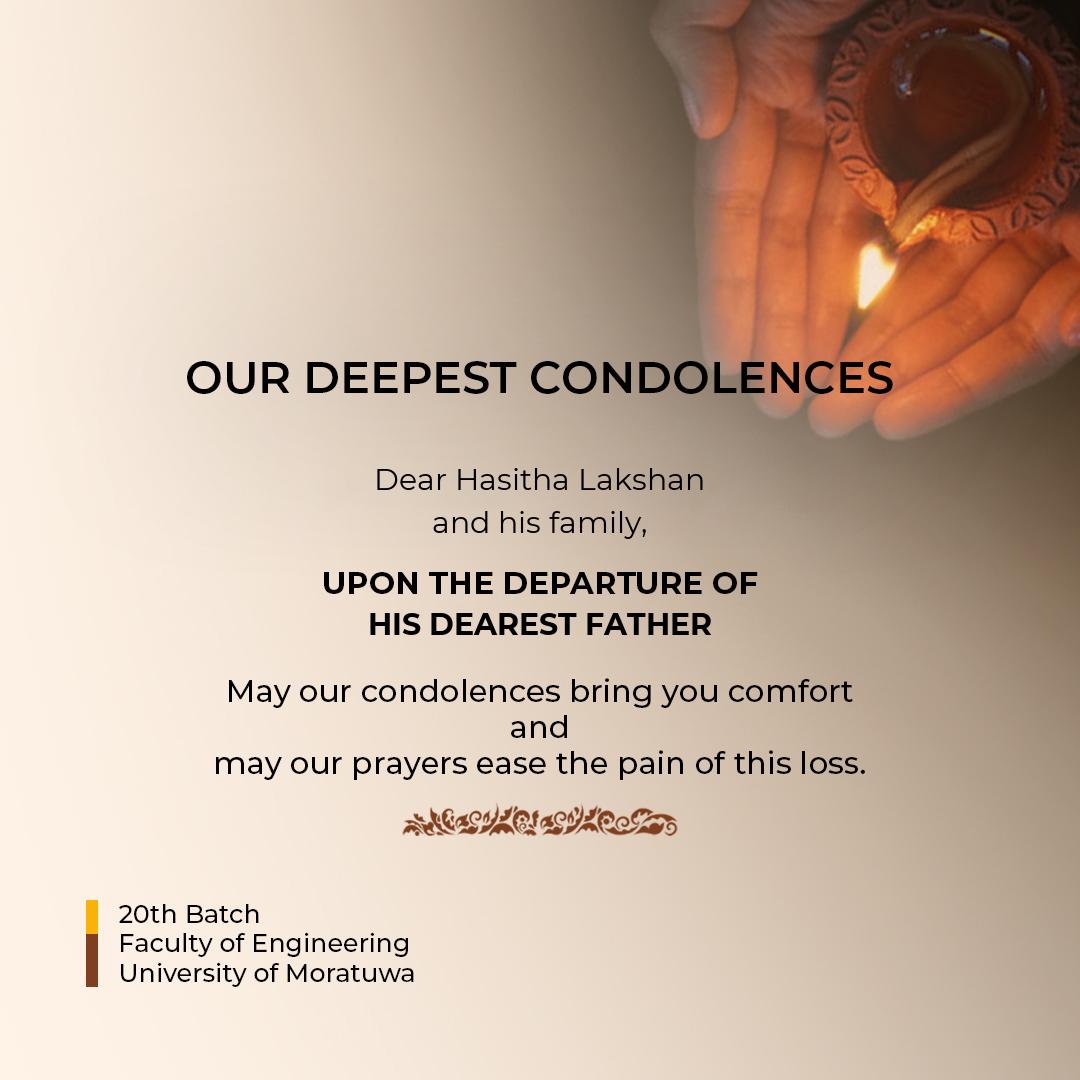 OUR DEEPEST CONDOLENCES
Dear Hasitha Lakshan
and his family,
UPON THE DEPARTURE OF
HIS DEAREST FATHER
May our condolences bring you comfort
and
may our prayers ease the pain of this loss.
20th Batch
Faculty of Engineering
University of Moratuwa